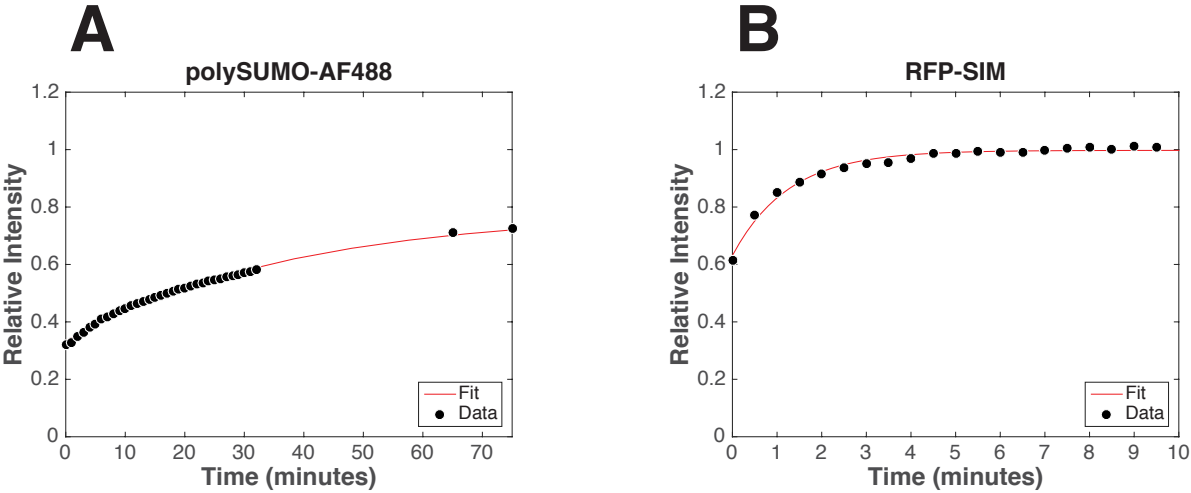 A
polySUMO-AF488
Relative Intensity
1.2
1
0.8
0.6
0.4
0.2
0
0 10 20 30 40 50 60 70
Time (minutes)
Fit
Data
B
RFP-SIM
Relative Intensity
1.2
1
0.8
0.6
0.4
0.2
0
0 1 2 3 4 5 6 7 8 9 10
Time (minutes)
Fit
Data